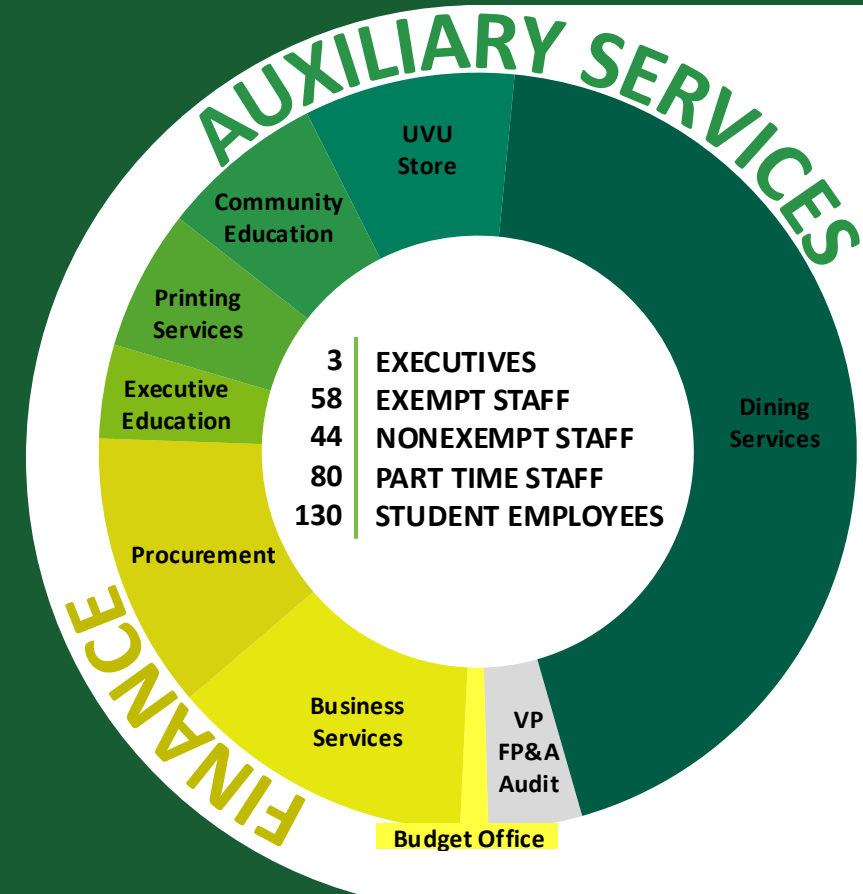 AUXILIARY SERVICES
UVU
Store
Community
Education
Printing
Services
Executive
Education
Dining
Services
3 EXECUTIVES
58 EXEMPT STAFF
44 NONEXEMPT STAFF
80 PART TIME STAFF
130 STUDENT EMPLOYEES
Procurement
Business
Services
VP
FP&A
Audit
Budget Office
FINANCE